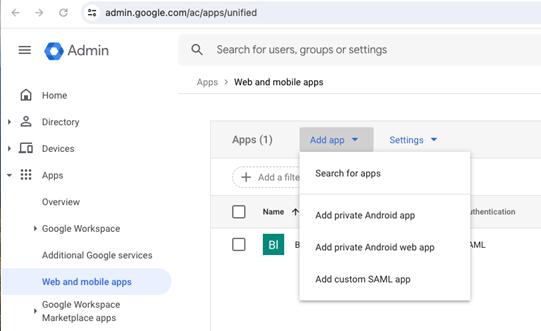 admin.google.com/ac/apps/unified
Admin
Search for users, groups or settings
Apps > Web and mobile apps
Home
Directory
Devices
Apps
Overview
Google Workspace
Additional Google services
Web and mobile apps
Google Workspace
Marketplace apps
Apps (1)
Add app
Settings
Add a filte
Name
BI
B
Search for apps
Add private Android app
Add private Android web app
Add custom SAML app
uthentication
AML